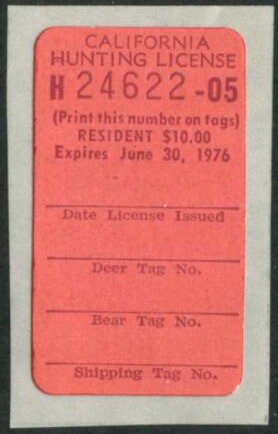 CALIFORNIA
HUNTING LICENSE
H 24622-05
(Print this number on tags)
RESIDENT $10.00
Expires June 30, 1976
Date License Issued
Deer Tag No.
Bear Tag No.
Shipping Tag No.